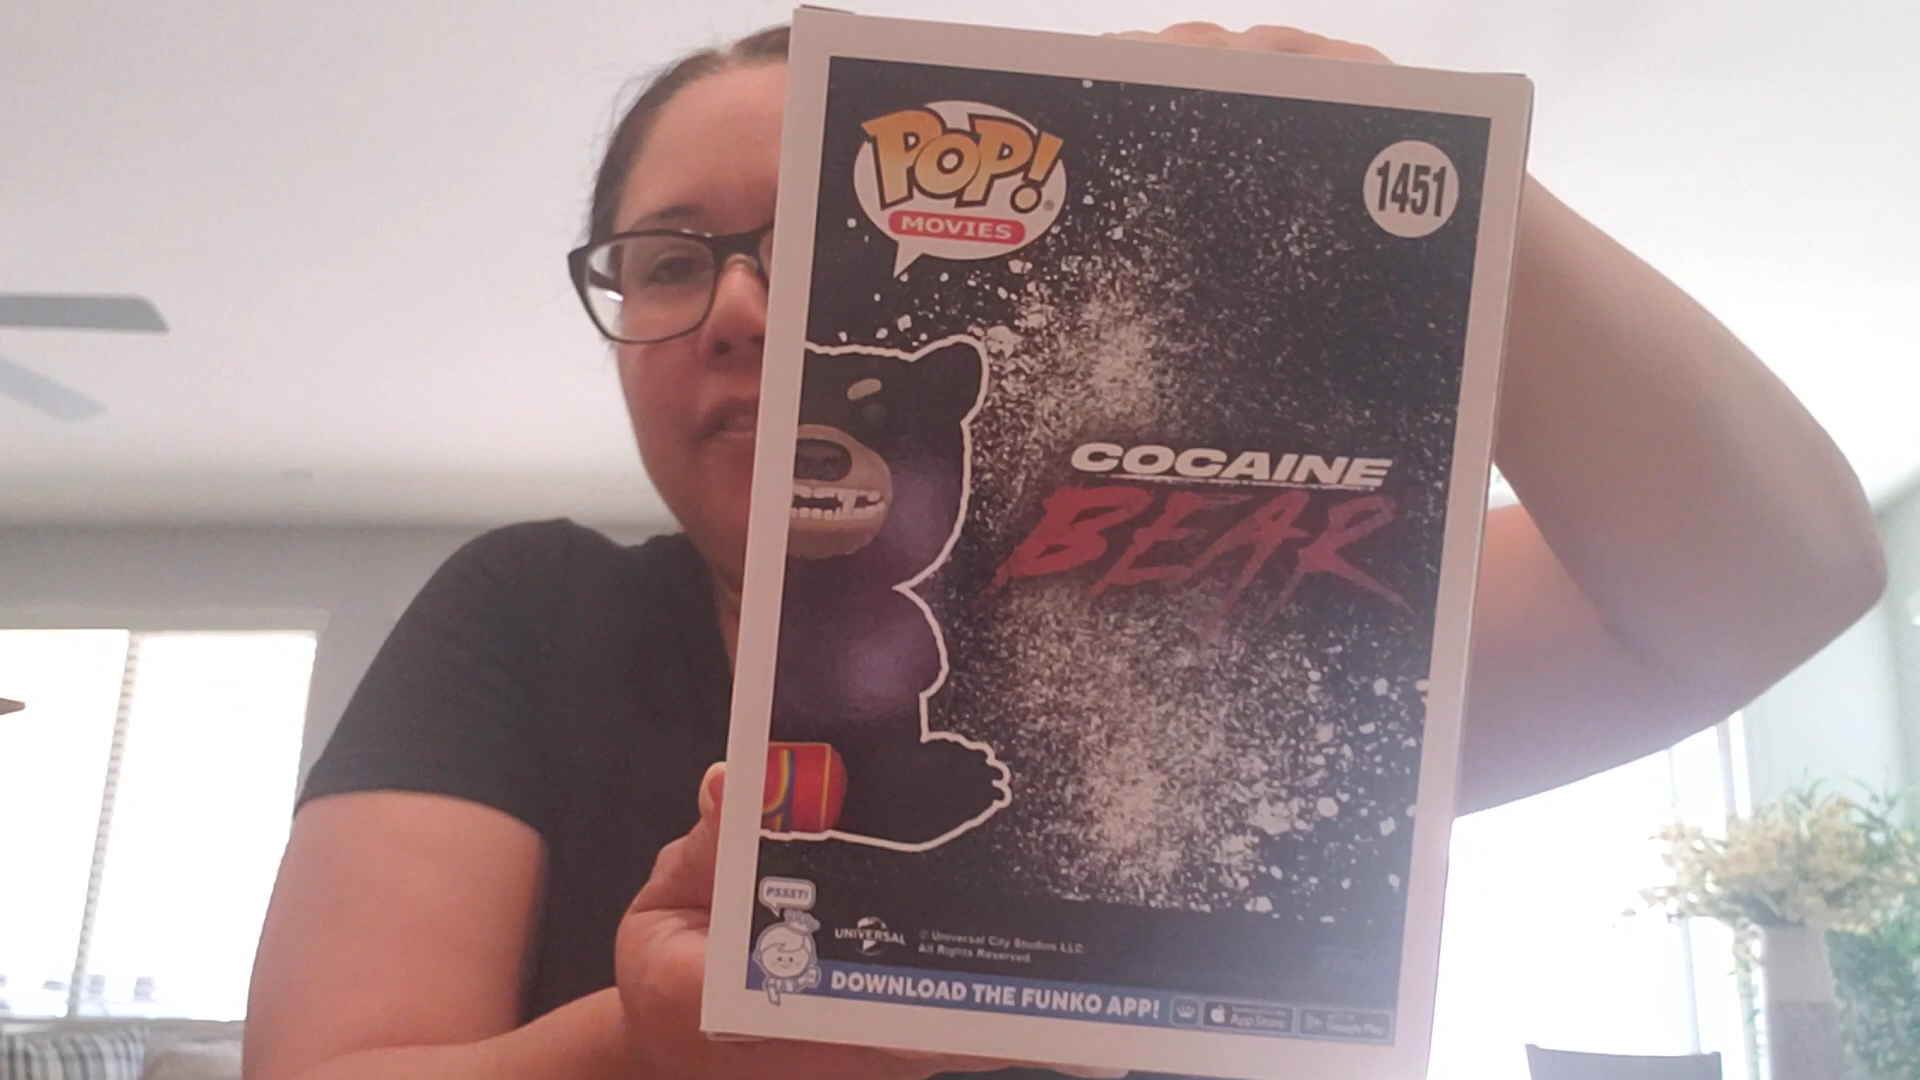 POP!
MOVIES
1451
COCAINE
BEAR
PSSST!
UNIVERSAL
© Universal City Studios LLC.
All Rights Reserved.
DOWNLOAD THE FUNKO APP!
App Store
Google Play